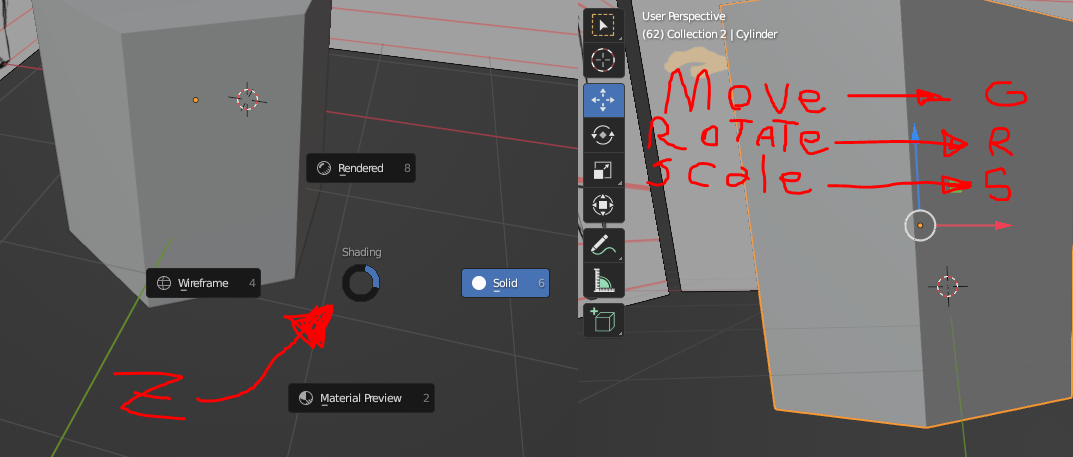 Rendered 8
Shading
Wireframe 4
Solid 6
Material Preview 2
Z
User Perspective
(62) Collection 2 | Cylinder
Move G
ROTATe R
Scale S